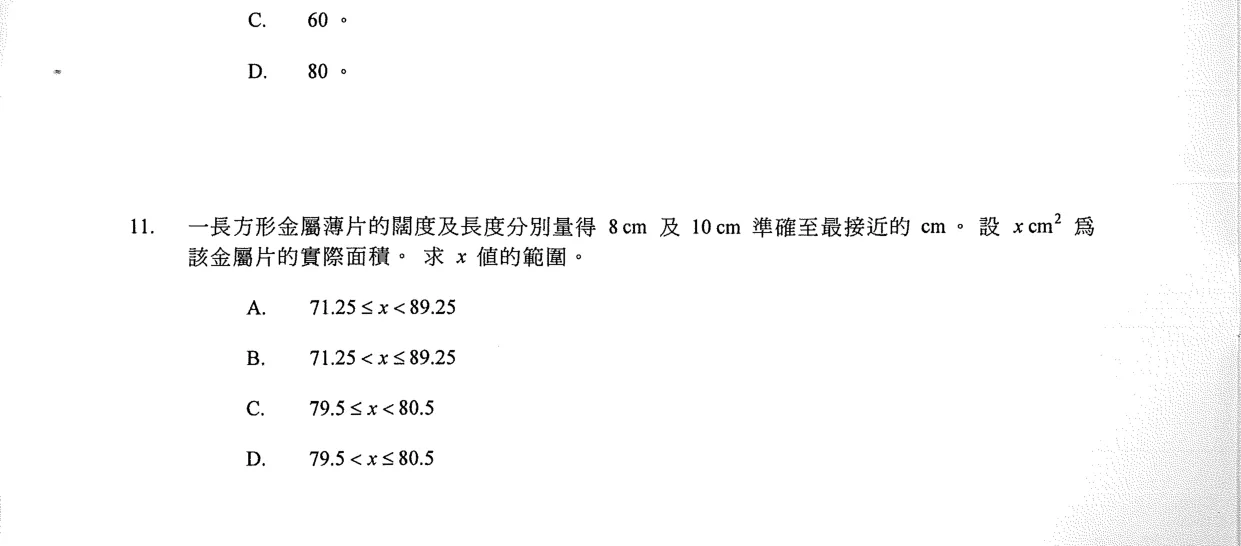 C. 60 。
D. 80 。
11. 一長方形金屬薄片的闊度及長度分別量得 8 cm 及 10 cm 準確至最接近的 cm 。 設 x cm² 為
該金屬片的實際面積。 求 x 值的範圍。
A. 71.25 ≤ x < 89.25
B. 71.25 < x ≤ 89.25
C. 79.5 ≤ x < 80.5
D. 79.5 < x ≤ 80.5